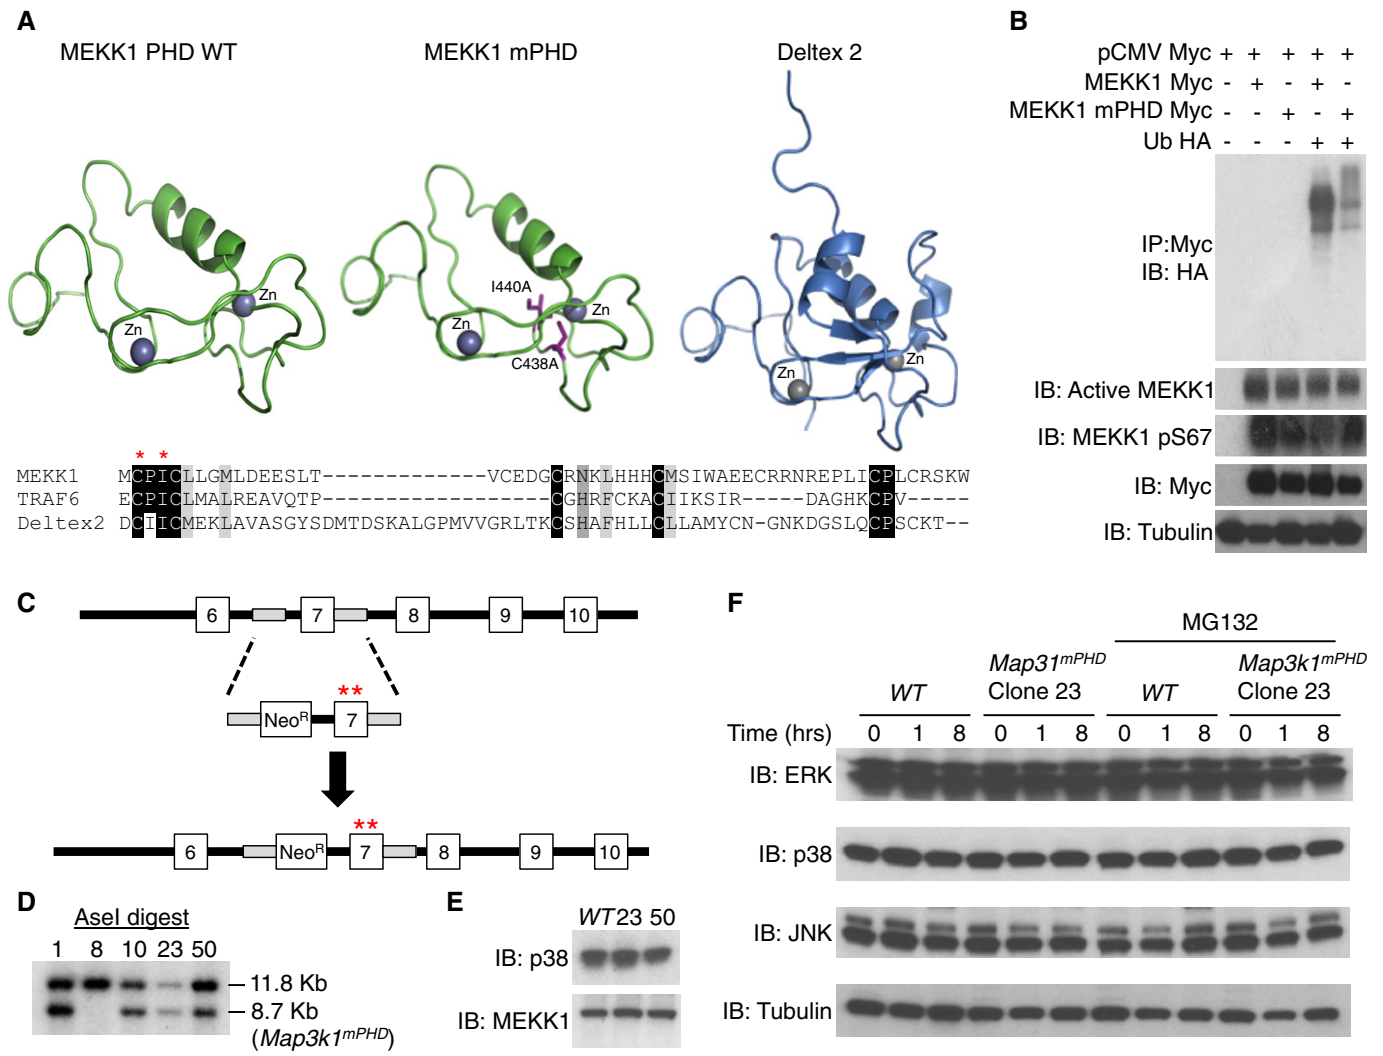 A
MEKK1 PHD WT
MEKK1 mPHD
Deltex 2
Zn
Zn
I440A
Zn
Zn
C438A
Zn
Zn
* *
MEKK1 MCPICLLGMLDEESLT----------------VCEDGCRNKLHHHCMSIWAEECRRNREPLICPLCRSKW
TRAF6 ECPICLMALREAVQTP----------------------CGHRFCKACIIKSIR------DAGHKCPV-----
Deltex2 DCIICMEKLAVASGYSDMTDSKALGPMVVGRLTKCSHAFHLLCLLAMYCN-GNKDGSLQCPSCKT--
B
pCMV Myc + + + + +
MEKK1 Myc - + - + -
MEKK1 mPHD Myc - - + - +
Ub HA - - - + +
IP:Myc
IB: HA
IB: Active MEKK1
IB: MEKK1 pS67
IB: Myc
IB: Tubulin
C
6 7 8 9 10
**
NeoR 7
**
6 NeoR 7 8 9 10
D
AseI digest
1 8 10 23 50
11.8 Kb
8.7 Kb
(Map3k1mPHD)
E
WT 23 50
IB: p38
IB: MEKK1
F
MG132
WT
Map31mPHD
Clone 23
WT
Map3k1mPHD
Clone 23
Time (hrs) 0 1 8 0 1 8 0 1 8 0 1 8
IB: ERK
IB: p38
IB: JNK
IB: Tubulin